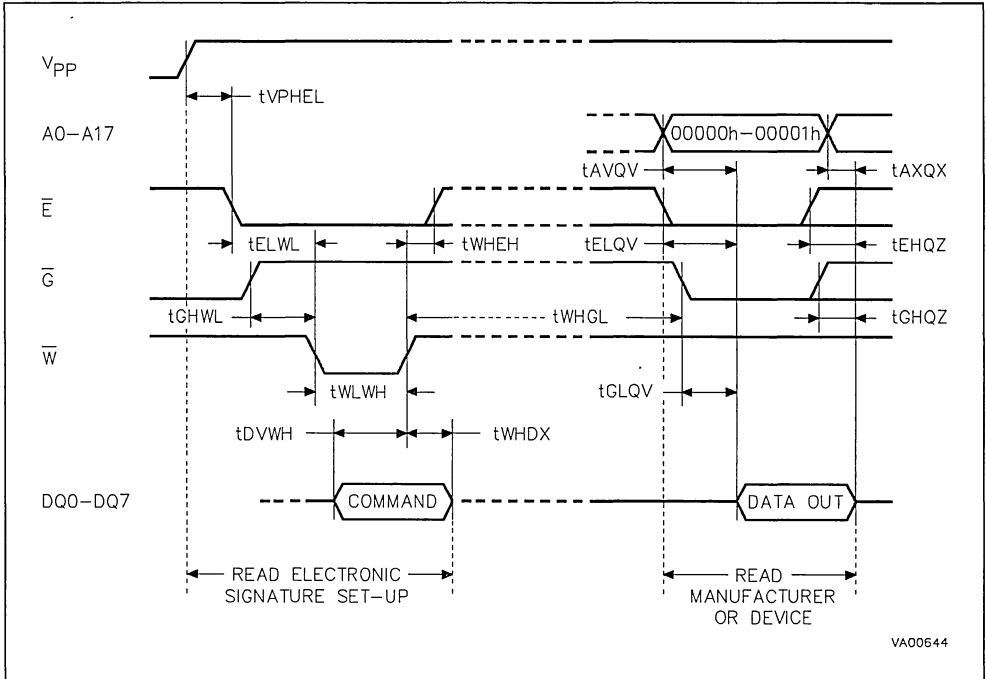 VPP
tVPHEL
A0-A17
00000h-00001h
tAVQV
tAXQX
E
tELWL
tWHEH
tELQV
tEHQZ
G
tGHWL
tWHGL
tGHQZ
W
tWLWH
tGLQV
tDVWH
tWHDX
DQ0-DQ7
COMMAND
DATA OUT
READ ELECTRONIC
SIGNATURE SET-UP
READ
MANUFACTURER
OR DEVICE
VA00644